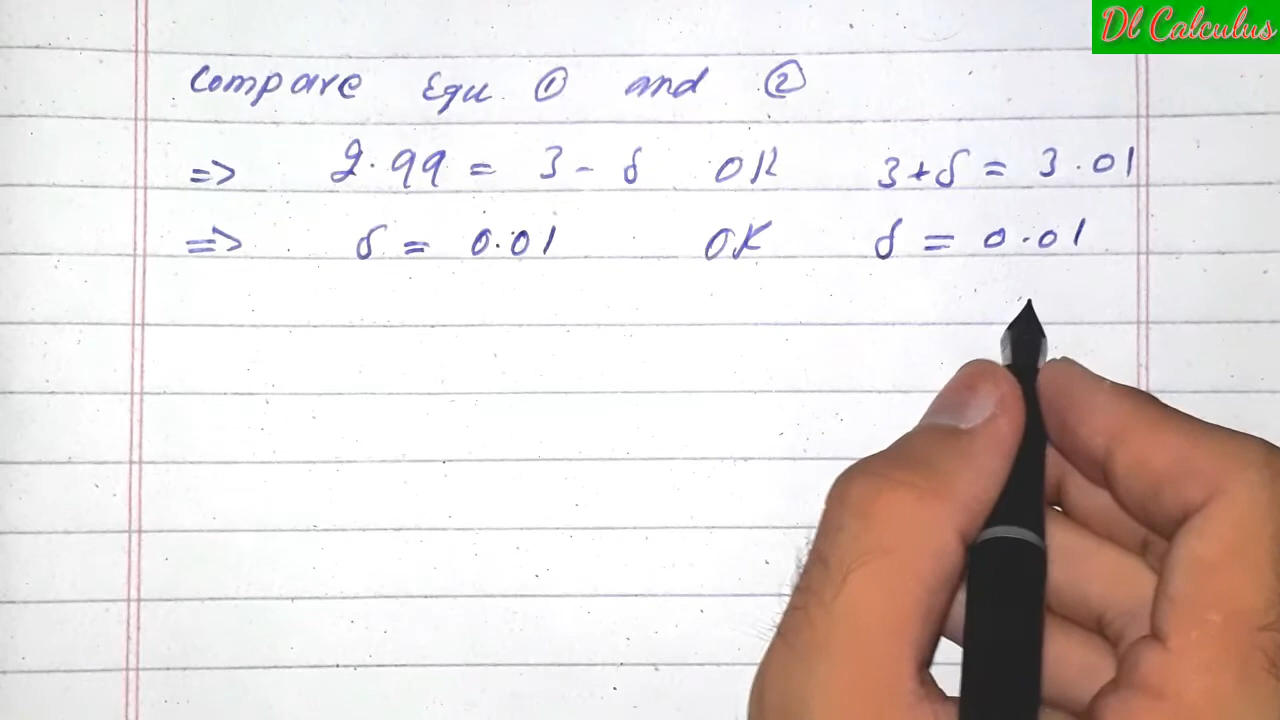 Dl Calculus
Compare Equ ① and ②
=> 2.99 = 3 - δ OR 3+δ = 3.01
=> δ = 0.01 OR δ = 0.01